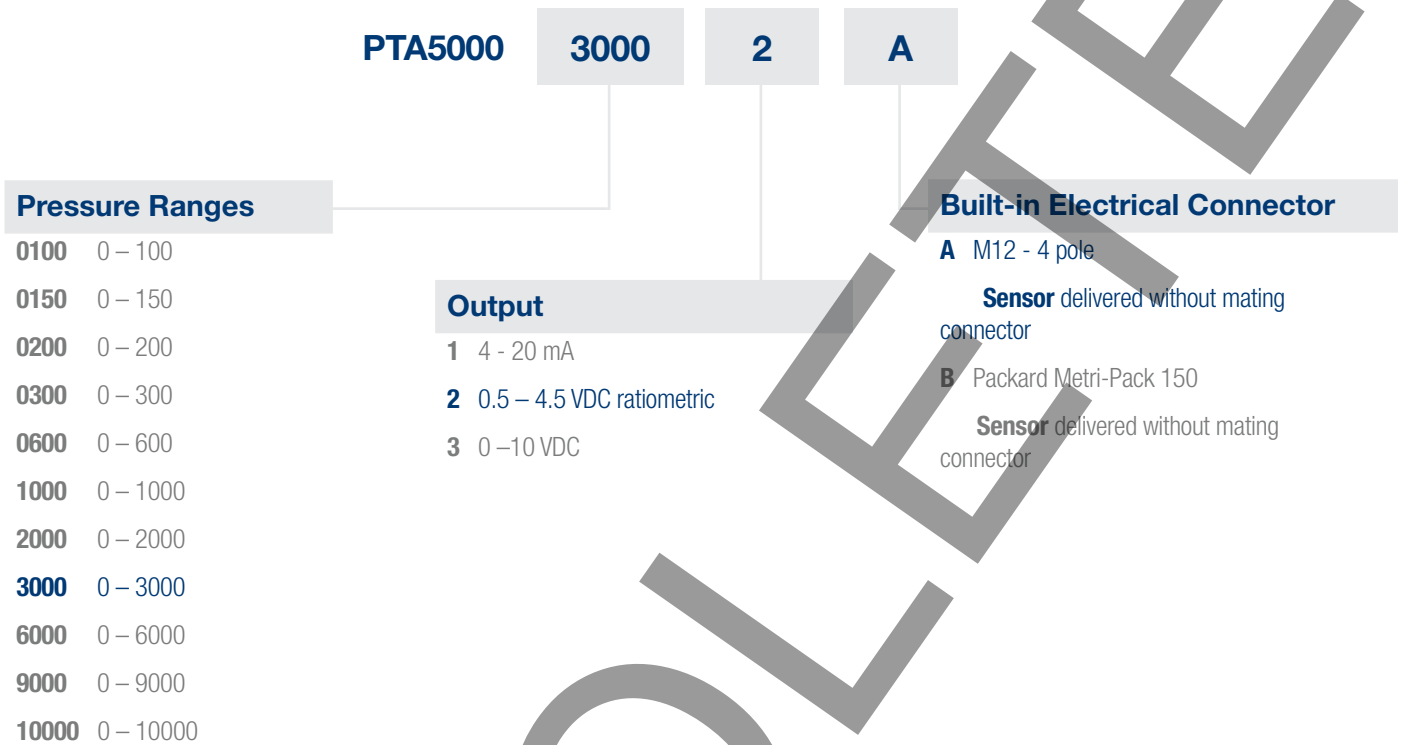 PTA5000 3000 2 A
Pressure Ranges
0100 0 – 100
0150 0 – 150
0200 0 – 200
0300 0 – 300
0600 0 – 600
1000 0 – 1000
2000 0 – 2000
3000 0 – 3000
6000 0 – 6000
9000 0 – 9000
10000 0 – 10000
Output
1 4 - 20 mA
2 0.5 – 4.5 VDC ratiometric
3 0 –10 VDC
Built-in Electrical Connector
A M12 - 4 pole
Sensor delivered without mating
connector
B Packard Metri-Pack 150
Sensor delivered without mating
connector
OLETE